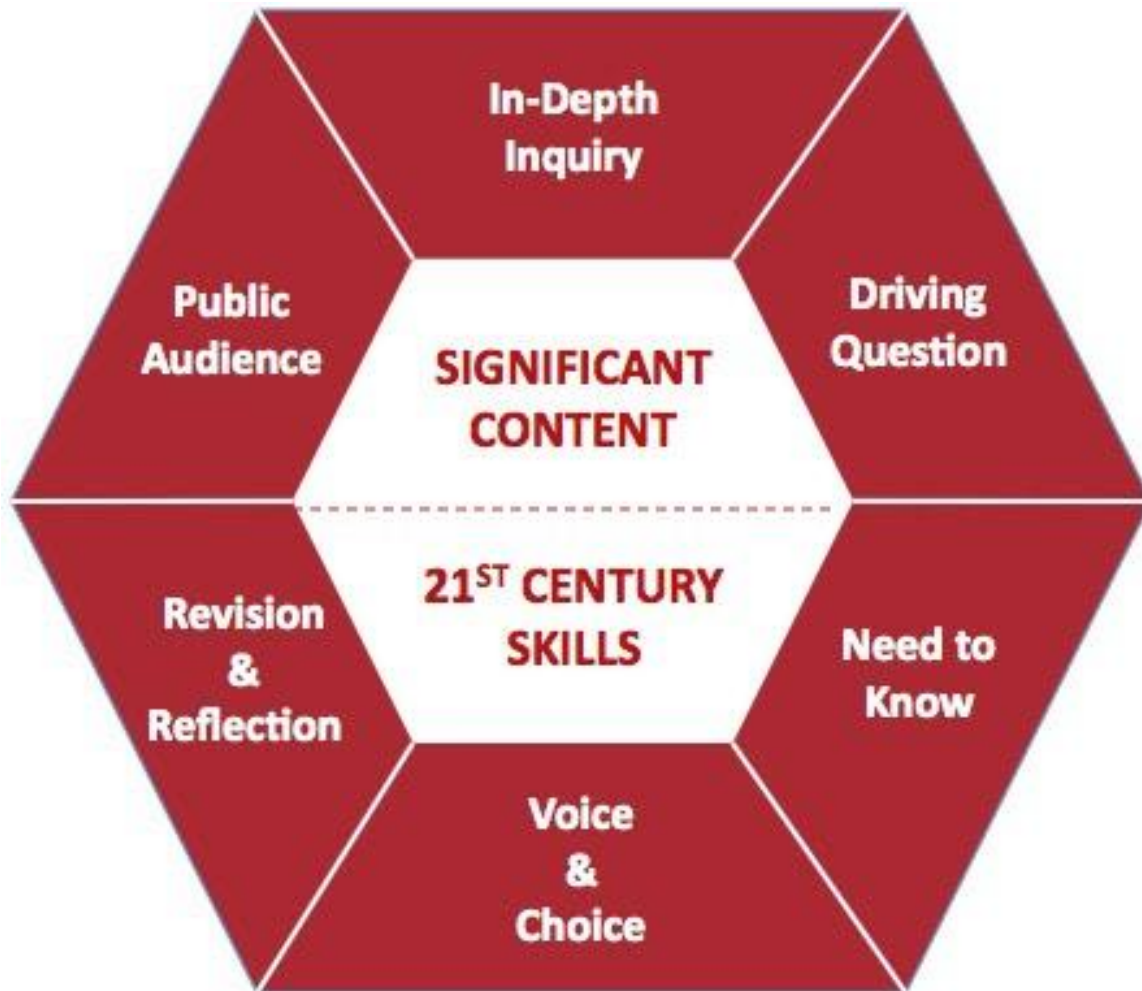 In-Depth
Inquiry
Driving
Question
Need to
Know
Voice
&
Choice
Revision
&
Reflection
Public
Audience
SIGNIFICANT
CONTENT
21ST CENTURY
SKILLS